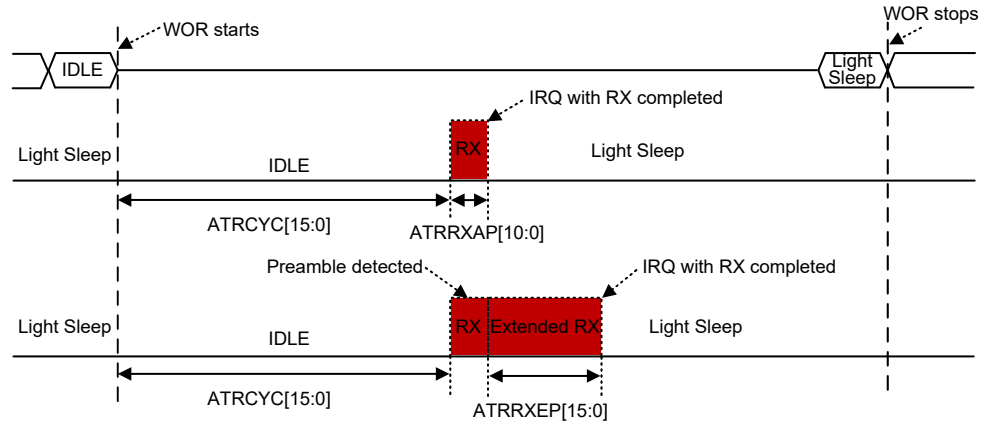 WOR starts
WOR stops
IDLE
Light
Sleep
IRQ with RX completed
Light Sleep
IDLE
RX
Light Sleep
ATRCYC[15:0]
ATRRXAP[10:0]
Preamble detected
IRQ with RX completed
Light Sleep
IDLE
RX
Extended RX
Light Sleep
ATRCYC[15:0]
ATRRXEP[15:0]